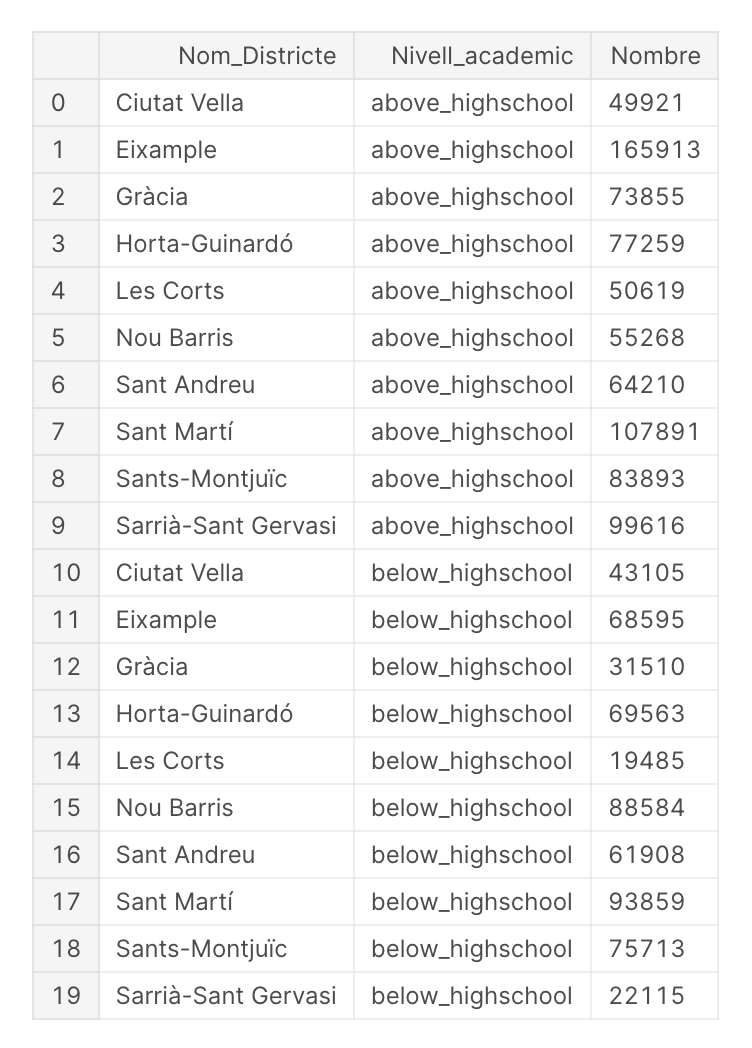 Nom_Districte Nivell_academic Nombre
0 Ciutat Vella above_highschool 49921
1 Eixample above_highschool 165913
2 Gràcia above_highschool 73855
3 Horta-Guinardó above_highschool 77259
4 Les Corts above_highschool 50619
5 Nou Barris above_highschool 55268
6 Sant Andreu above_highschool 64210
7 Sant Martí above_highschool 107891
8 Sants-Montjuïc above_highschool 83893
9 Sarrià-Sant Gervasi above_highschool 99616
10 Ciutat Vella below_highschool 43105
11 Eixample below_highschool 68595
12 Gràcia below_highschool 31510
13 Horta-Guinardó below_highschool 69563
14 Les Corts below_highschool 19485
15 Nou Barris below_highschool 88584
16 Sant Andreu below_highschool 61908
17 Sant Martí below_highschool 93859
18 Sants-Montjuïc below_highschool 75713
19 Sarrià-Sant Gervasi below_highschool 22115